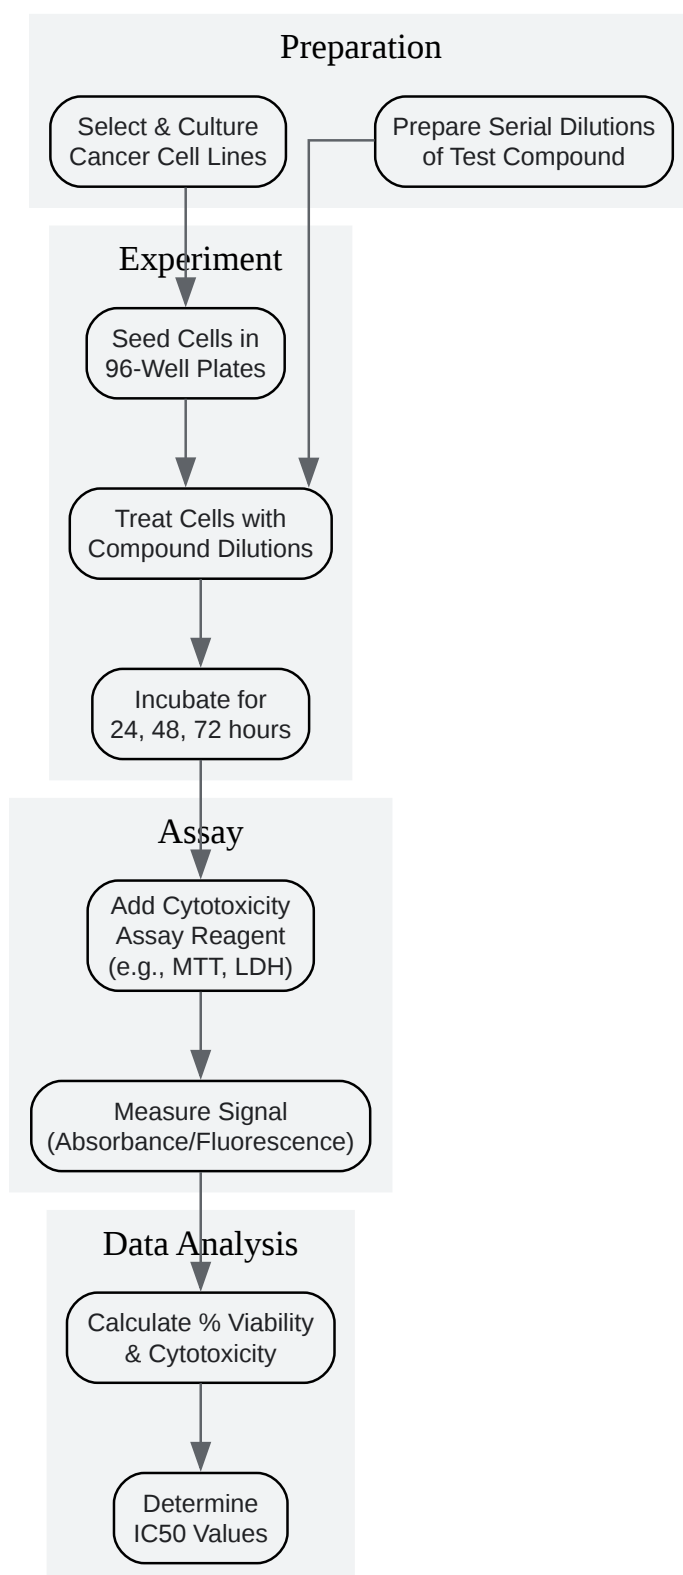 Preparation
Select & Culture
Cancer Cell Lines
Prepare Serial Dilutions
of Test Compound
Experiment
Seed Cells in
96-Well Plates
Treat Cells with
Compound Dilutions
Incubate for
24, 48, 72 hours
Assay
Add Cytotoxicity
Assay Reagent
(e.g., MTT, LDH)
Measure Signal
(Absorbance/Fluorescence)
Data Analysis
Calculate % Viability
& Cytotoxicity
Determine
IC50 Values